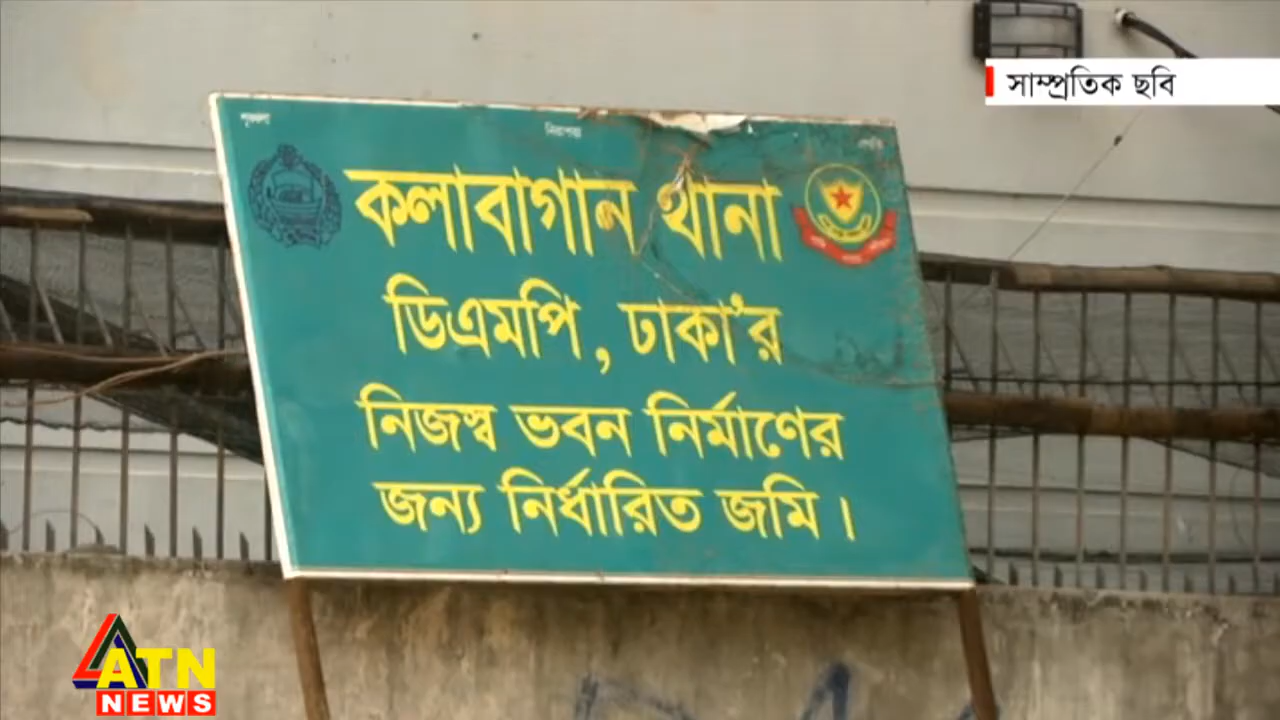 সাম্প্রতিক ছবি
কলাবাগান থানা
ডিএমপি, ঢাকা'র
নিজস্ব ভবন নির্মাণের
জন্য নির্ধারিত জমি।
ATN
NEWS